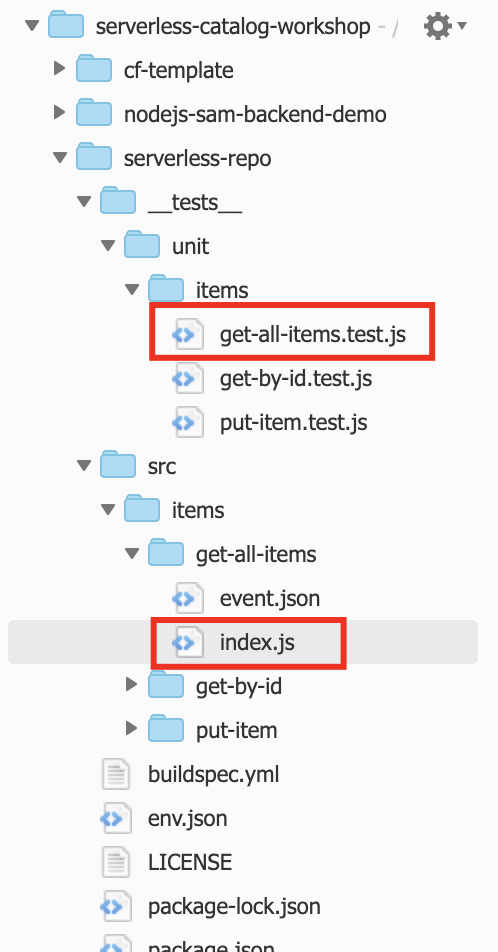 serverless-catalog-workshop - /
cf-template
nodejs-sam-backend-demo
serverless-repo
__tests__
unit
items
get-all-items.test.js
get-by-id.test.js
put-item.test.js
src
items
get-all-items
event.json
index.js
get-by-id
put-item
buildspec.yml
env.json
LICENSE
package-lock.json
package.json